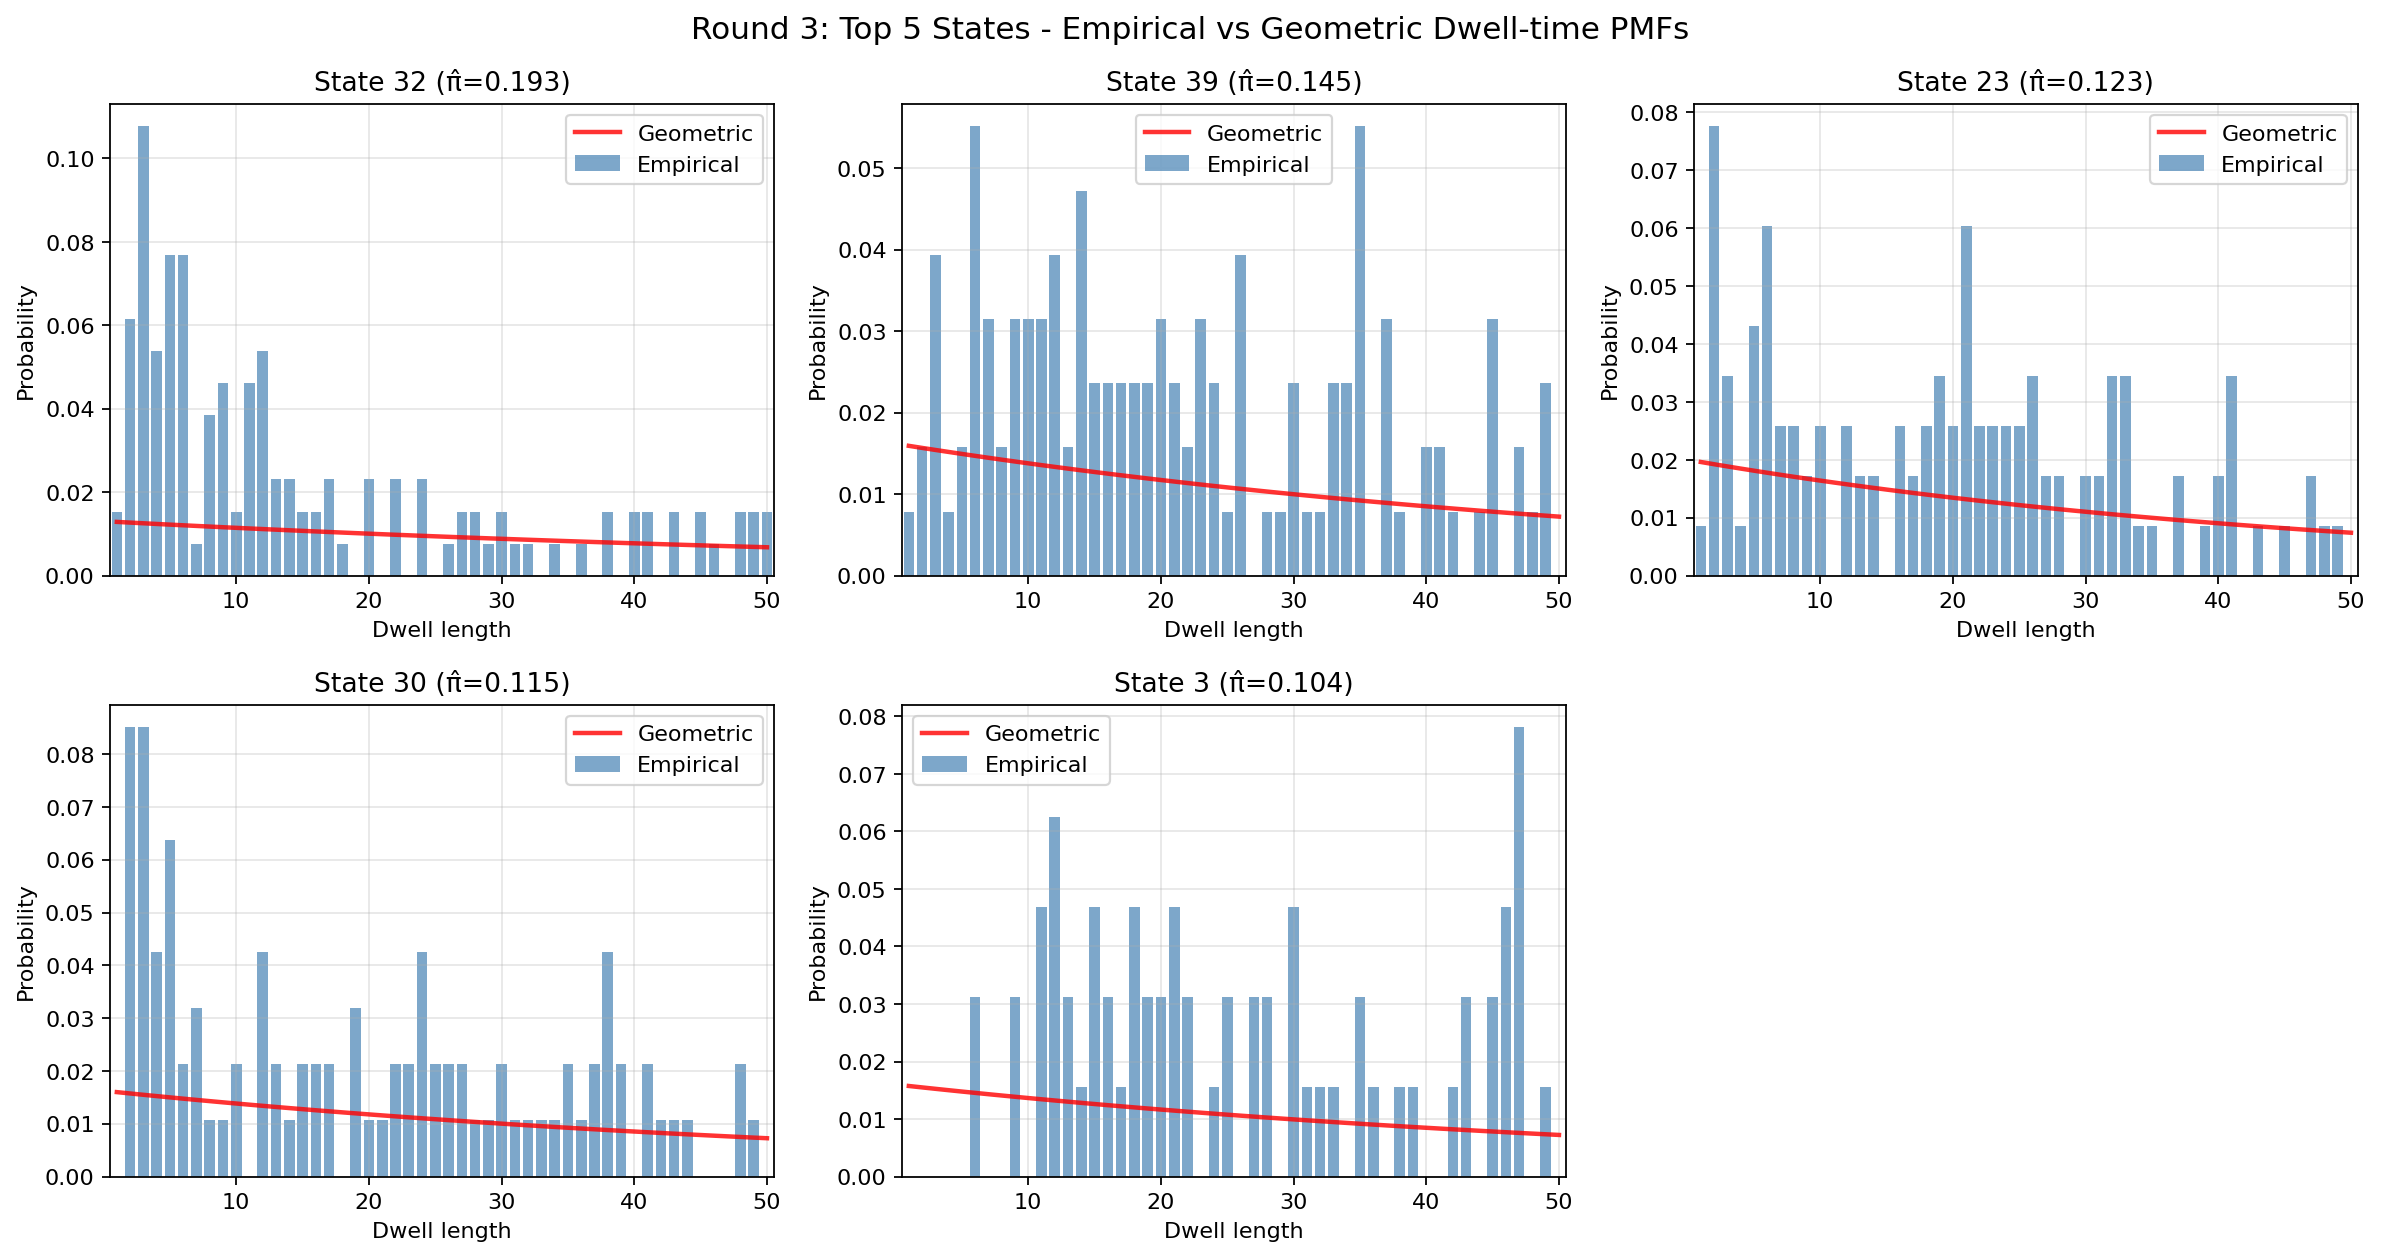 Round 3: Top 5 States - Empirical vs Geometric Dwell-time PMFs
State 32 (π̂=0.193)
Geometric
Empirical
Probability
0.10
0.08
0.06
0.04
0.02
0.00
10 20 30 40 50
Dwell length
State 39 (π̂=0.145)
Geometric
Empirical
Probability
0.05
0.04
0.03
0.02
0.01
0.00
10 20 30 40 50
Dwell length
State 23 (π̂=0.123)
Geometric
Empirical
Probability
0.08
0.07
0.06
0.05
0.04
0.03
0.02
0.01
0.00
10 20 30 40 50
Dwell length
State 30 (π̂=0.115)
Geometric
Empirical
Probability
0.08
0.07
0.06
0.05
0.04
0.03
0.02
0.01
0.00
10 20 30 40 50
Dwell length
State 3 (π̂=0.104)
Geometric
Empirical
Probability
0.08
0.07
0.06
0.05
0.04
0.03
0.02
0.01
0.00
10 20 30 40 50
Dwell length